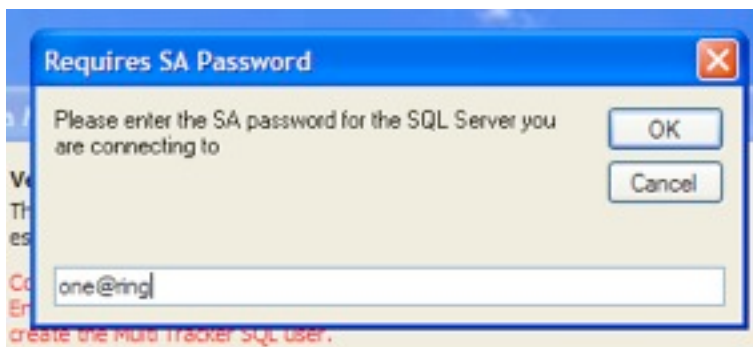 Requires SA Password
Please enter the SA password for the SQL Server you
are connecting to
OK
Cancel
one@ring
create the Multi Tracker SQL user.